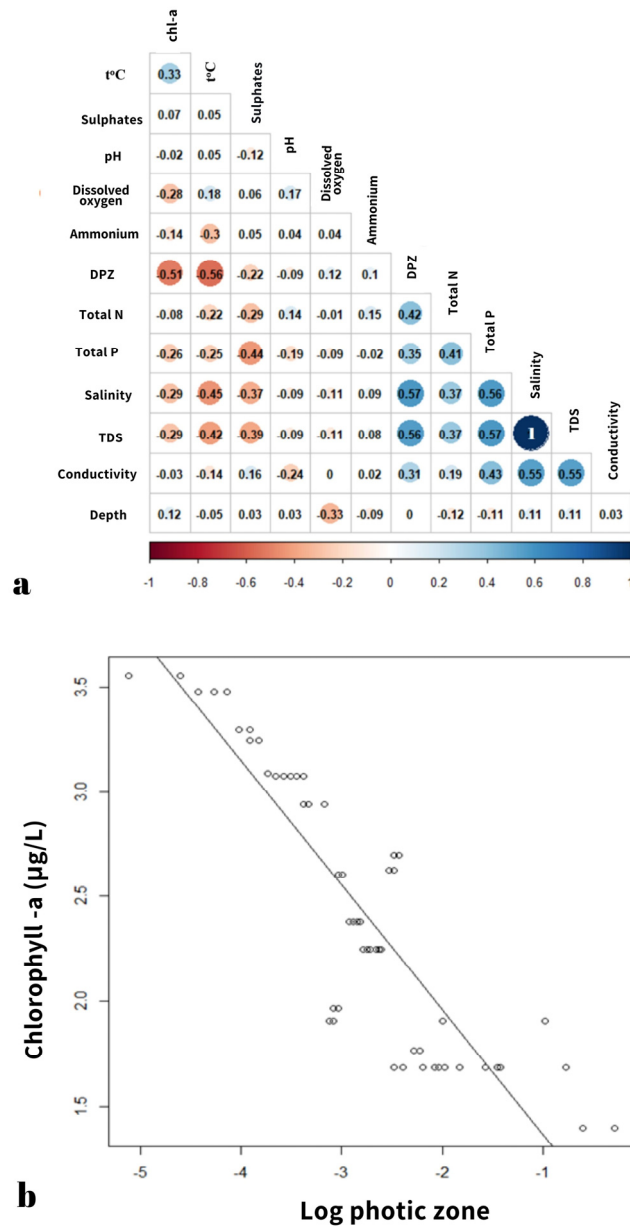 chl-a
t°C 0.33 t°C
Sulphates 0.07 0.05 Sulphates
pH -0.02 0.05 -0.12 pH
Dissolved oxygen -0.28 0.18 0.06 0.17 Dissolved oxygen
Ammonium -0.14 -0.3 0.05 0.04 0.04 Ammonium
DPZ -0.51 -0.56 -0.22 -0.09 0.12 0.1 DPZ
Total N -0.08 -0.22 -0.29 0.14 -0.01 0.15 0.42 Total N
Total P -0.26 -0.25 -0.44 -0.19 -0.09 -0.02 0.35 0.41 Total P
Salinity -0.29 -0.45 -0.37 -0.09 -0.11 0.09 0.57 0.37 0.56 Salinity
TDS -0.29 -0.42 -0.39 -0.09 -0.11 0.08 0.56 0.37 0.57 1 TDS
Conductivity -0.03 -0.14 0.16 -0.24 0 0.02 0.31 0.19 0.43 0.55 0.55 Conductivity
Depth 0.12 -0.05 0.03 0.03 -0.33 -0.09 0 -0.12 -0.11 0.11 0.11 0.03
-1 -0.8 -0.6 -0.4 -0.2 0 0.2 0.4 0.6 0.8 1
a
Chlorophyll -a (µg/L)
3.5
3.0
2.5
2.0
1.5
-5 -4 -3 -2 -1
Log photic zone
b